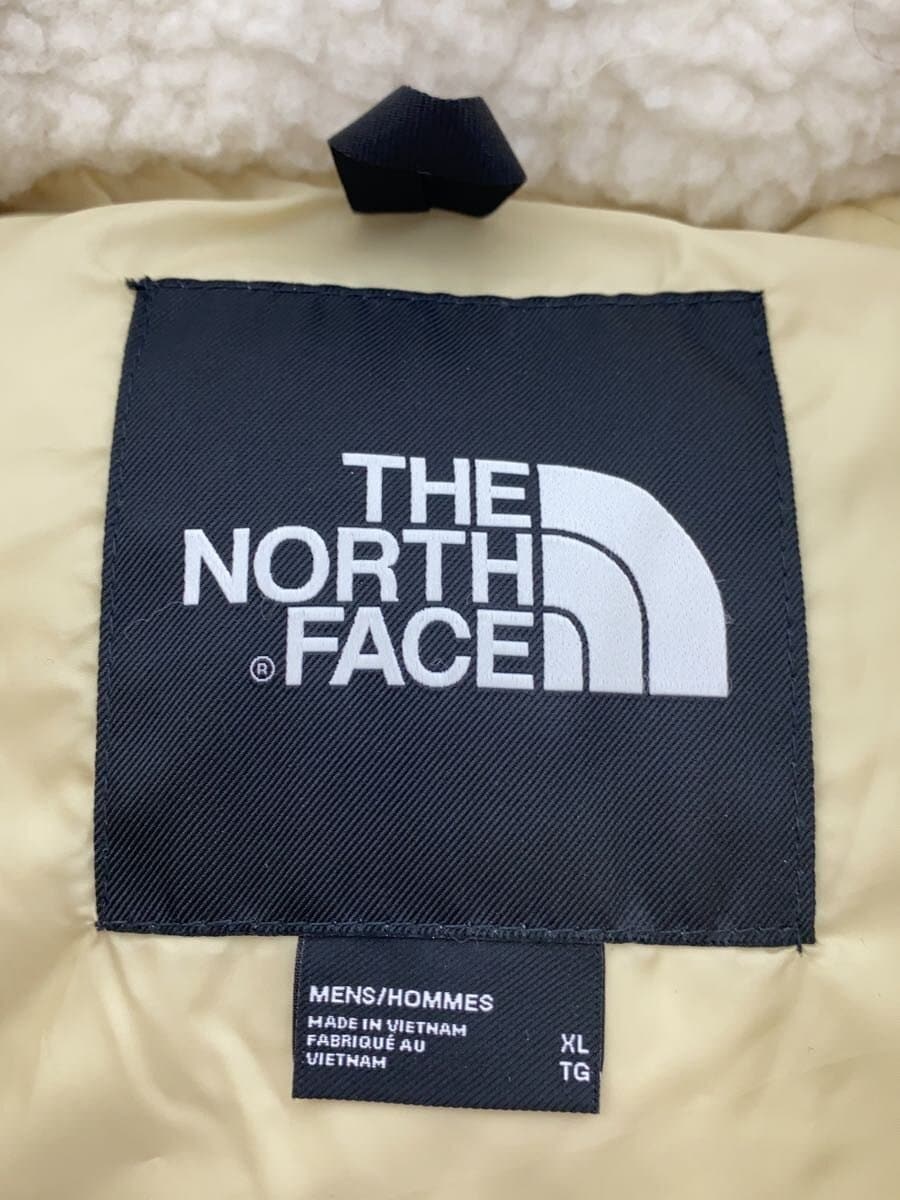 THE
NORTH
FACE
®
MENS/HOMMES
MADE IN VIETNAM
FABRIQUÉ AU
VIETNAM
XL
TG